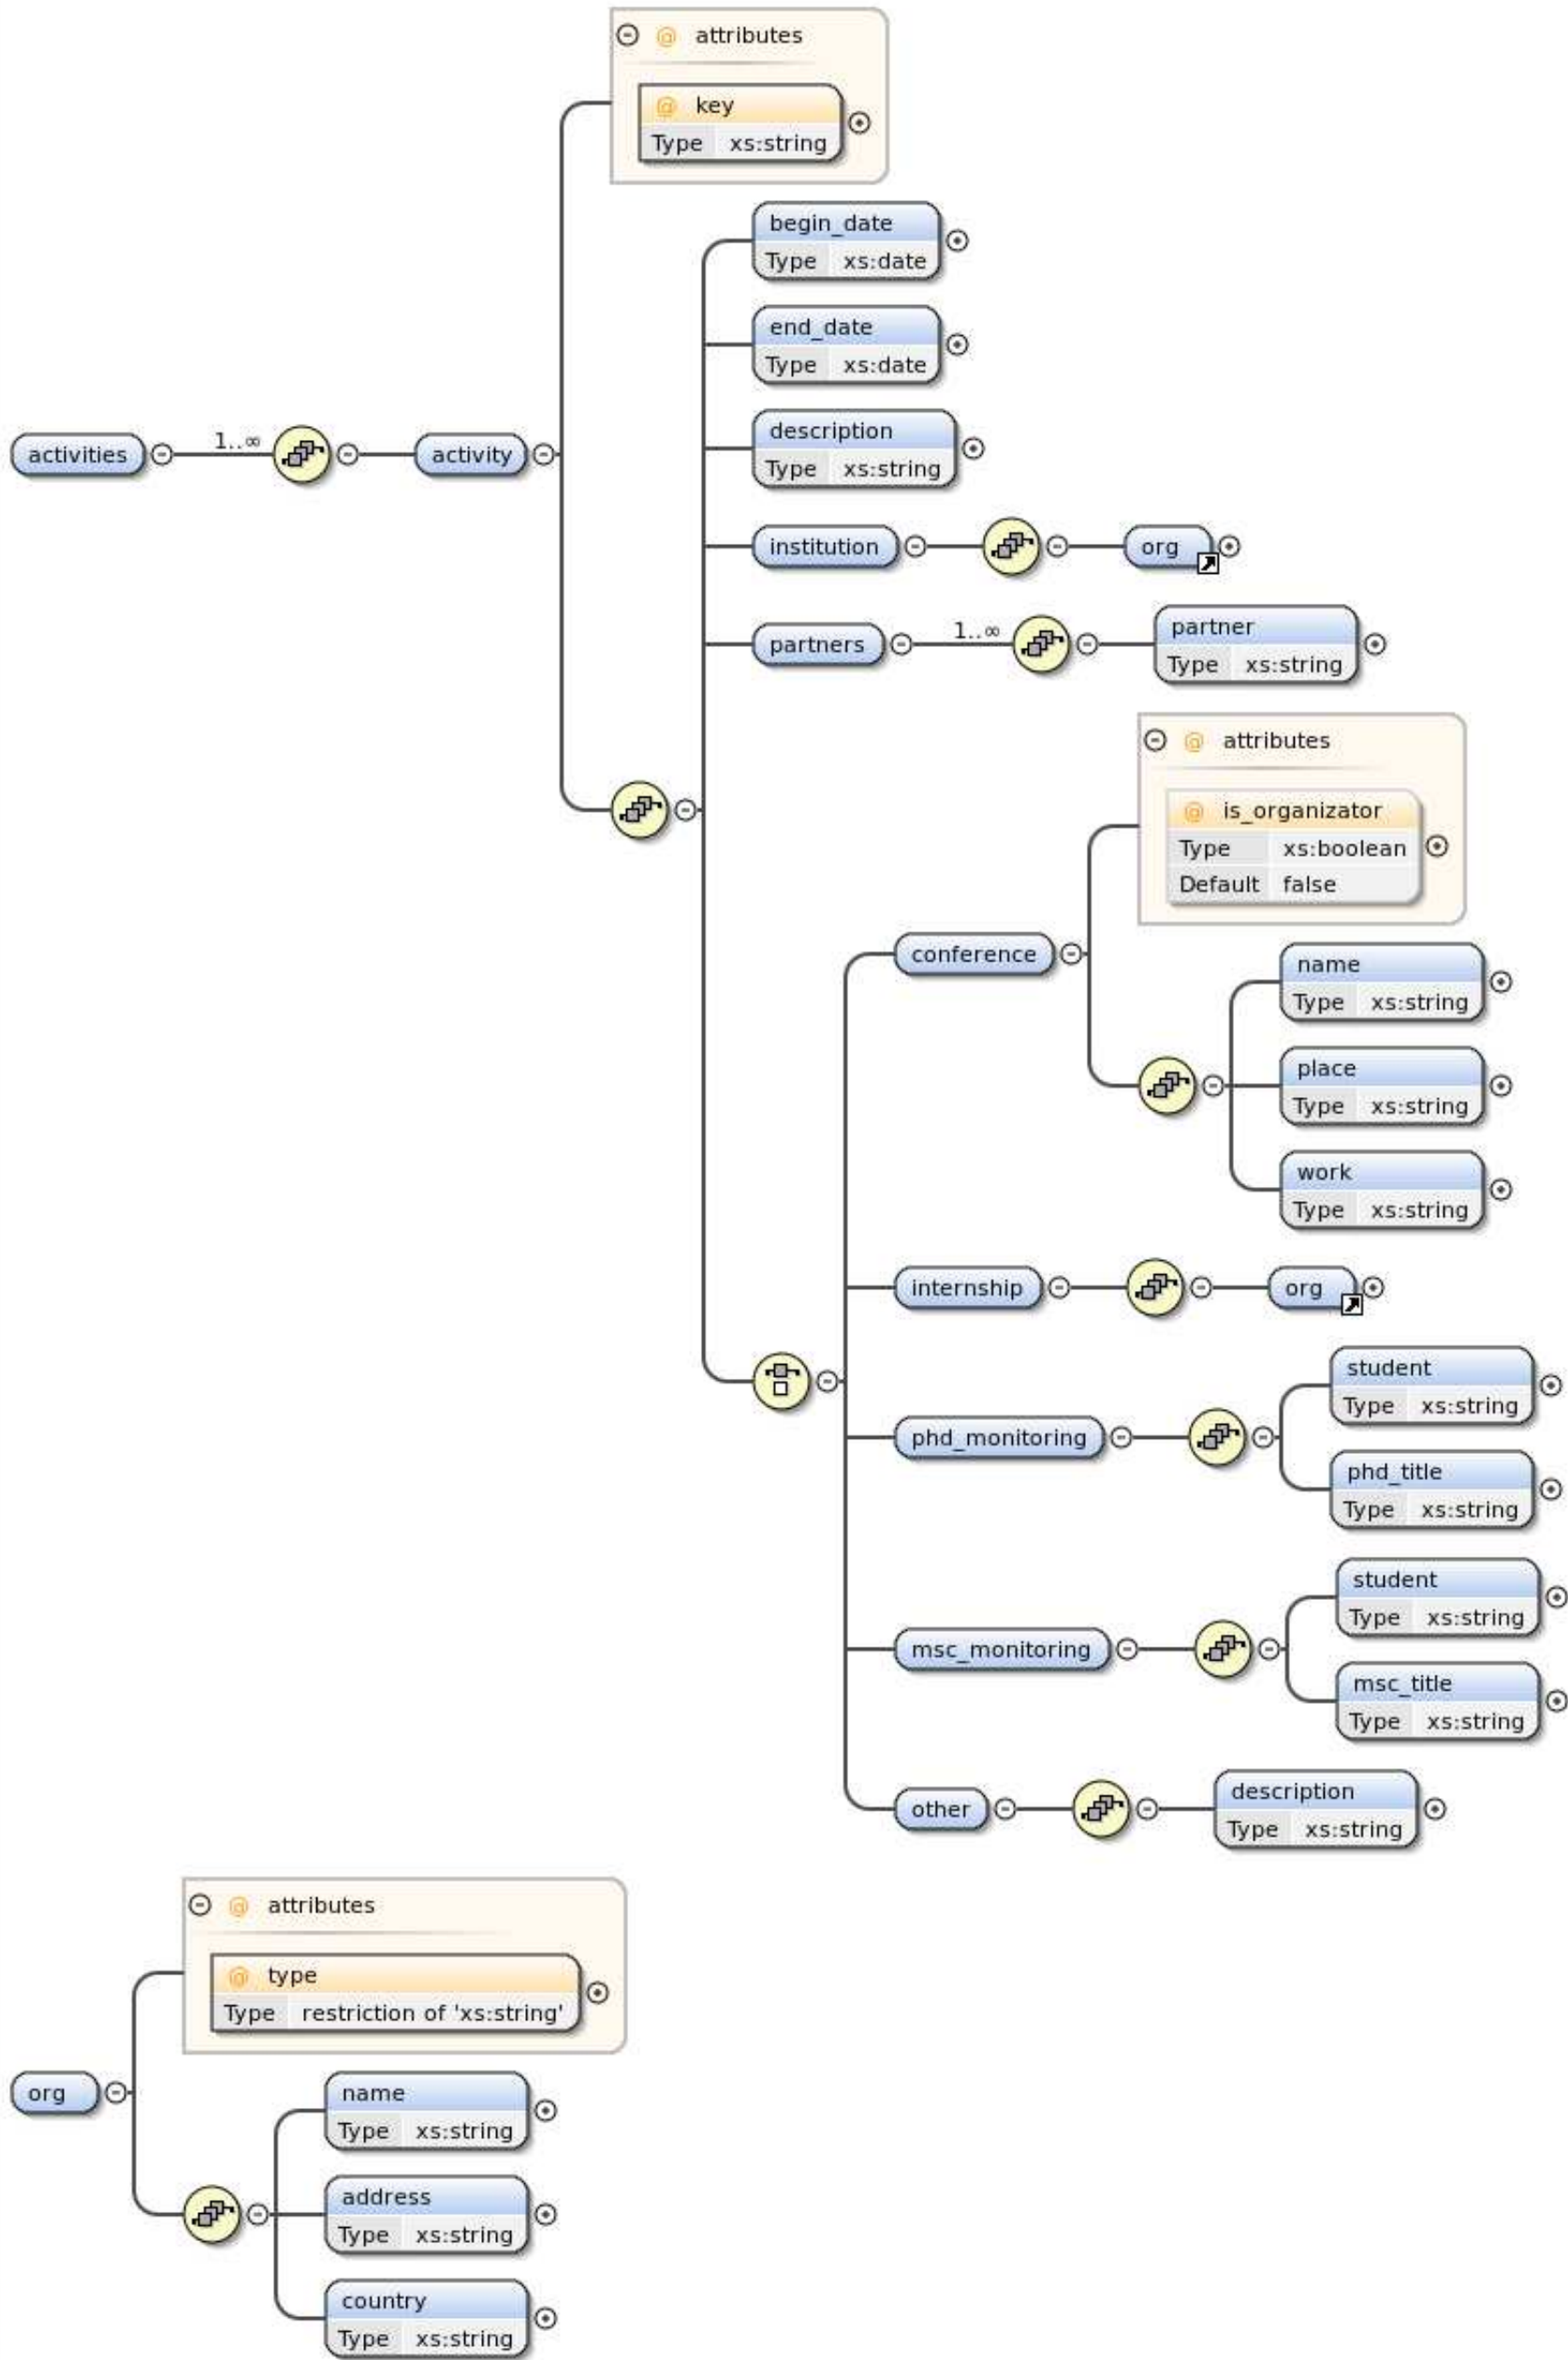 @ attributes
@ key
Type xs:string
begin_date
Type xs:date
end_date
Type xs:date
description
Type xs:string
activities 1..∞ activity
institution org
partners 1..∞ partner
Type xs:string
@ attributes
@ is_organizator
Type xs:boolean
Default false
conference
name
Type xs:string
place
Type xs:string
work
Type xs:string
internship org
student
Type xs:string
phd_monitoring
phd_title
Type xs:string
student
Type xs:string
msc_monitoring
msc_title
Type xs:string
other
description
Type xs:string
@ attributes
@ type
Type restriction of 'xs:string'
org
name
Type xs:string
address
Type xs:string
country
Type xs:string